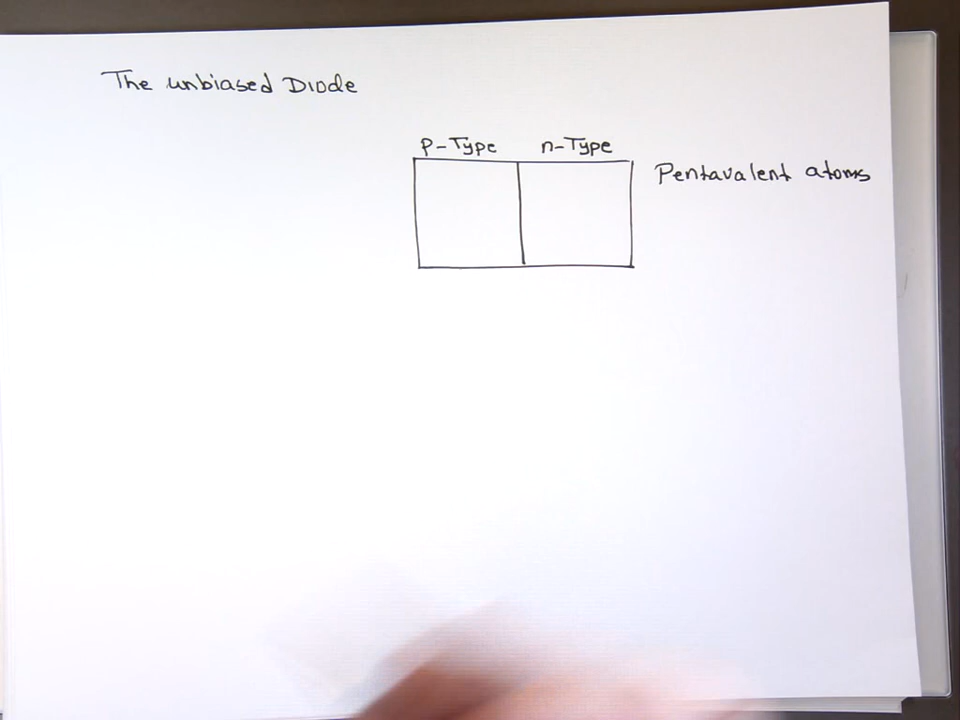 The unbiased Diode
P-Type n-Type
Pentavalent atoms